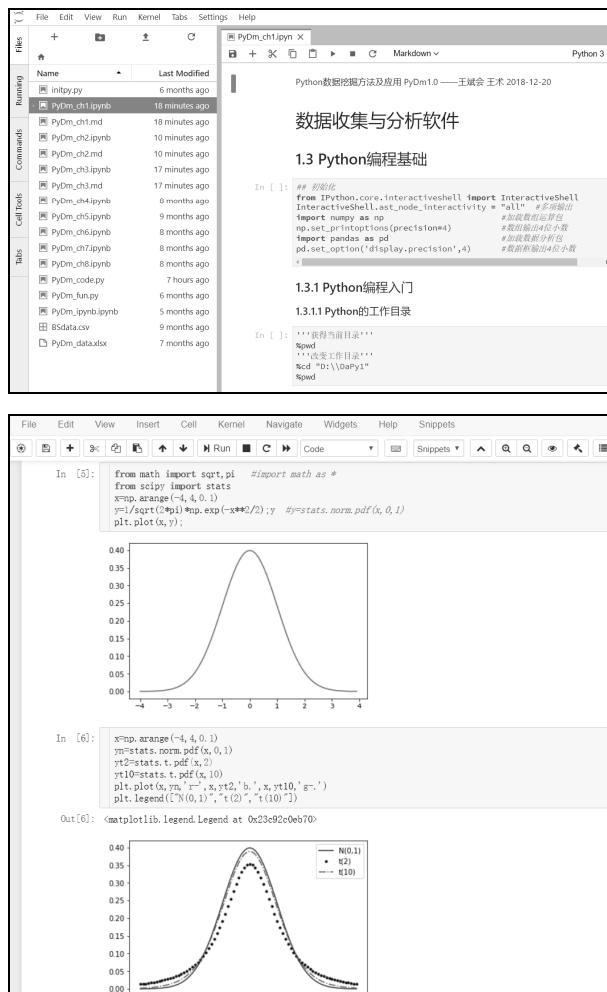 File Edit View Run Kernel Tabs Settings Help
Files
Running
Commands
Cell Tools
Tabs
Name Last Modified
initpy.py 6 months ago
PyDm_ch1.ipynb 18 minutes ago
PyDm_ch1.md 18 minutes ago
PyDm_ch2.ipynb 10 minutes ago
PyDm_ch2.md 10 minutes ago
PyDm_ch3.ipynb 17 minutes ago
PyDm_ch3.md 17 minutes ago
PyDm_ch4.ipynb 8 months ago
PyDm_ch5.ipynb 9 months ago
PyDm_ch6.ipynb 8 months ago
PyDm_ch7.ipynb 8 months ago
PyDm_ch8.ipynb 8 months ago
PyDm_code.py 7 hours ago
PyDm_fun.py 6 months ago
PyDm_ipynb.ipynb 5 months ago
BSdata.csv 9 months ago
PyDm_data.xlsx 7 months ago
PyDm_ch1.ipyn ×
Markdown Python 3
Python数据挖掘方法及应用 PyDm1.0 ——王斌会 王术 2018-12-20
数据收集与分析软件
1.3 Python编程基础
In [ ]: ## 初始化
from IPython.core.interactiveshell import InteractiveShell
InteractiveShell.ast_node_interactivity = "all" #多项输出
import numpy as np #加载数组运算包
np.set_printoptions(precision=4) #数组输出4位小数
import pandas as pd #加载数据分析包
pd.set_option('display.precision',4) #数据框输出4位小数
1.3.1 Python编程入门
1.3.1.1 Python的工作目录
In [ ]: '''获得当前目录'''
%pwd
'''改变工作目录'''
%cd "D:\\DaPy1"
%pwd
File Edit View Insert Cell Kernel Navigate Widgets Help Snippets
Run Code Snippets
In [5]: from math import sqrt,pi #import math as *
from scipy import stats
x=np.arange(-4,4,0.1)
y=1/sqrt(2*pi)*np.exp(-x**2/2);y #y=stats.norm.pdf(x,0,1)
plt.plot(x,y);
0.40
0.35
0.30
0.25
0.20
0.15
0.10
0.05
0.00
-4 -3 -2 -1 0 1 2 3 4
In [6]: x=np.arange(-4,4,0.1)
yn=stats.norm.pdf(x,0,1)
yt2=stats.t.pdf(x,2)
yt10=stats.t.pdf(x,10)
plt.plot(x,yn,'r-',x,yt2,'b.',x,yt10,'g-.')
plt.legend(["N(0,1)","t(2)","t(10)"])
Out[6]: <matplotlib.legend.Legend at 0x23c92c0eb70>
0.40
0.35
0.30
0.25
0.20
0.15
0.10
0.05
0.00
N(0,1)
t(2)
t(10)